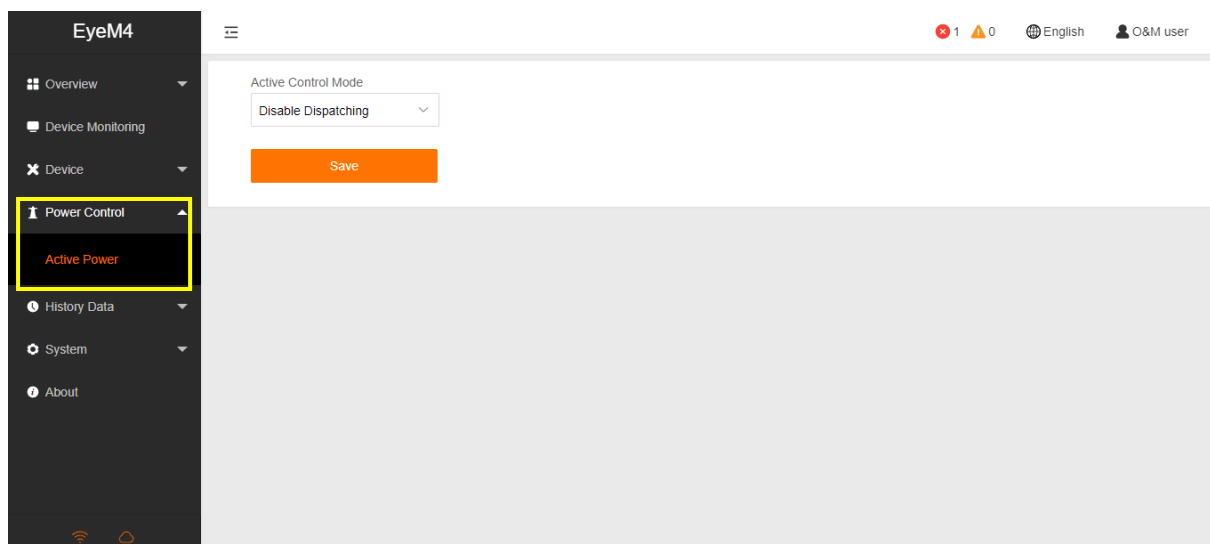 EyeM4
1 0 English O&M user
Overview
Device Monitoring
Device
Power Control
Active Power
History Data
System
About
Active Control Mode
Disable Dispatching
Save